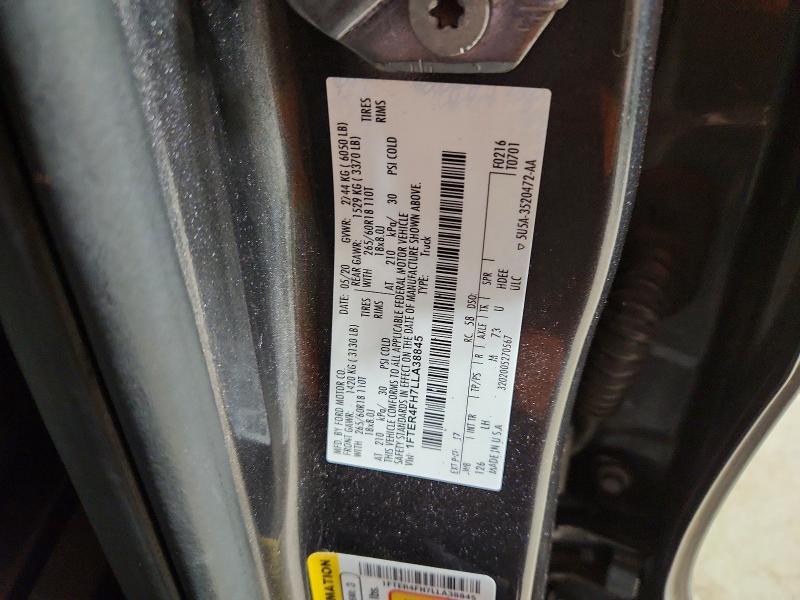 MFD. BY FORD MOTOR CO.
DATE: 05/20
GVWR: 2744 KG ( 6050 LB)
FRONT GAWR: 1420 KG ( 3130 LB)
REAR GAWR: 1529 KG ( 3370 LB)
WITH 265/60R18 110T TIRES
WITH 265/60R18 110T TIRES
18x8.0J RIMS
18x8.0J RIMS
AT 210 kPa/ 30 PSI COLD
AT 210 kPa/ 30 PSI COLD
THIS VEHICLE CONFORMS TO ALL APPLICABLE FEDERAL MOTOR VEHICLE
SAFETY STANDARDS IN EFFECT ON THE DATE OF MANUFACTURE SHOWN ABOVE.
VIN: 1FTER4FH7LLA38845
TYPE: Truck
F0216
T0701
EXT PNT: RC: 58 DSO:
INT TR TP/PS R AXLE TR SPR
LH M 73 U HDEE
126 ULC
MADE IN U.S.A. 3202005270567
5U5A-3520472-AA
MATION
lbs.
1FTER4FH7LLA38845